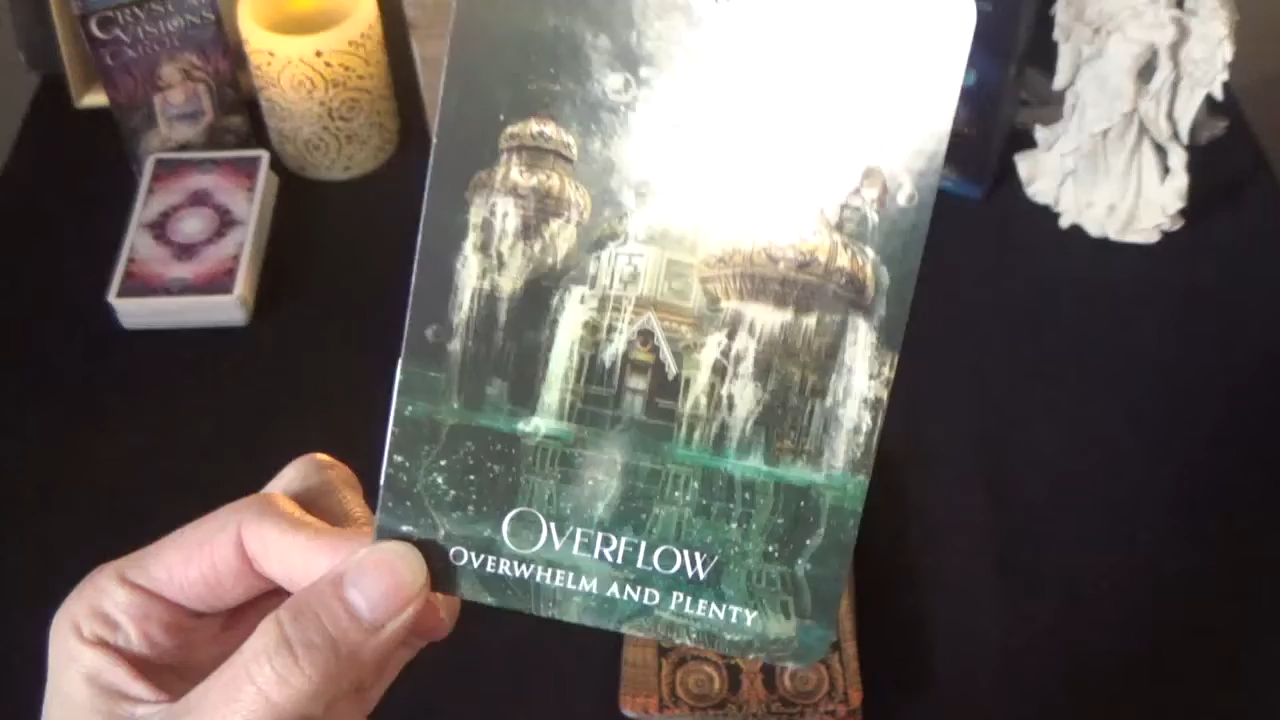 CRYSTAL
VISIONS
TAROT
OVERFLOW
OVERWHELM AND PLENTY